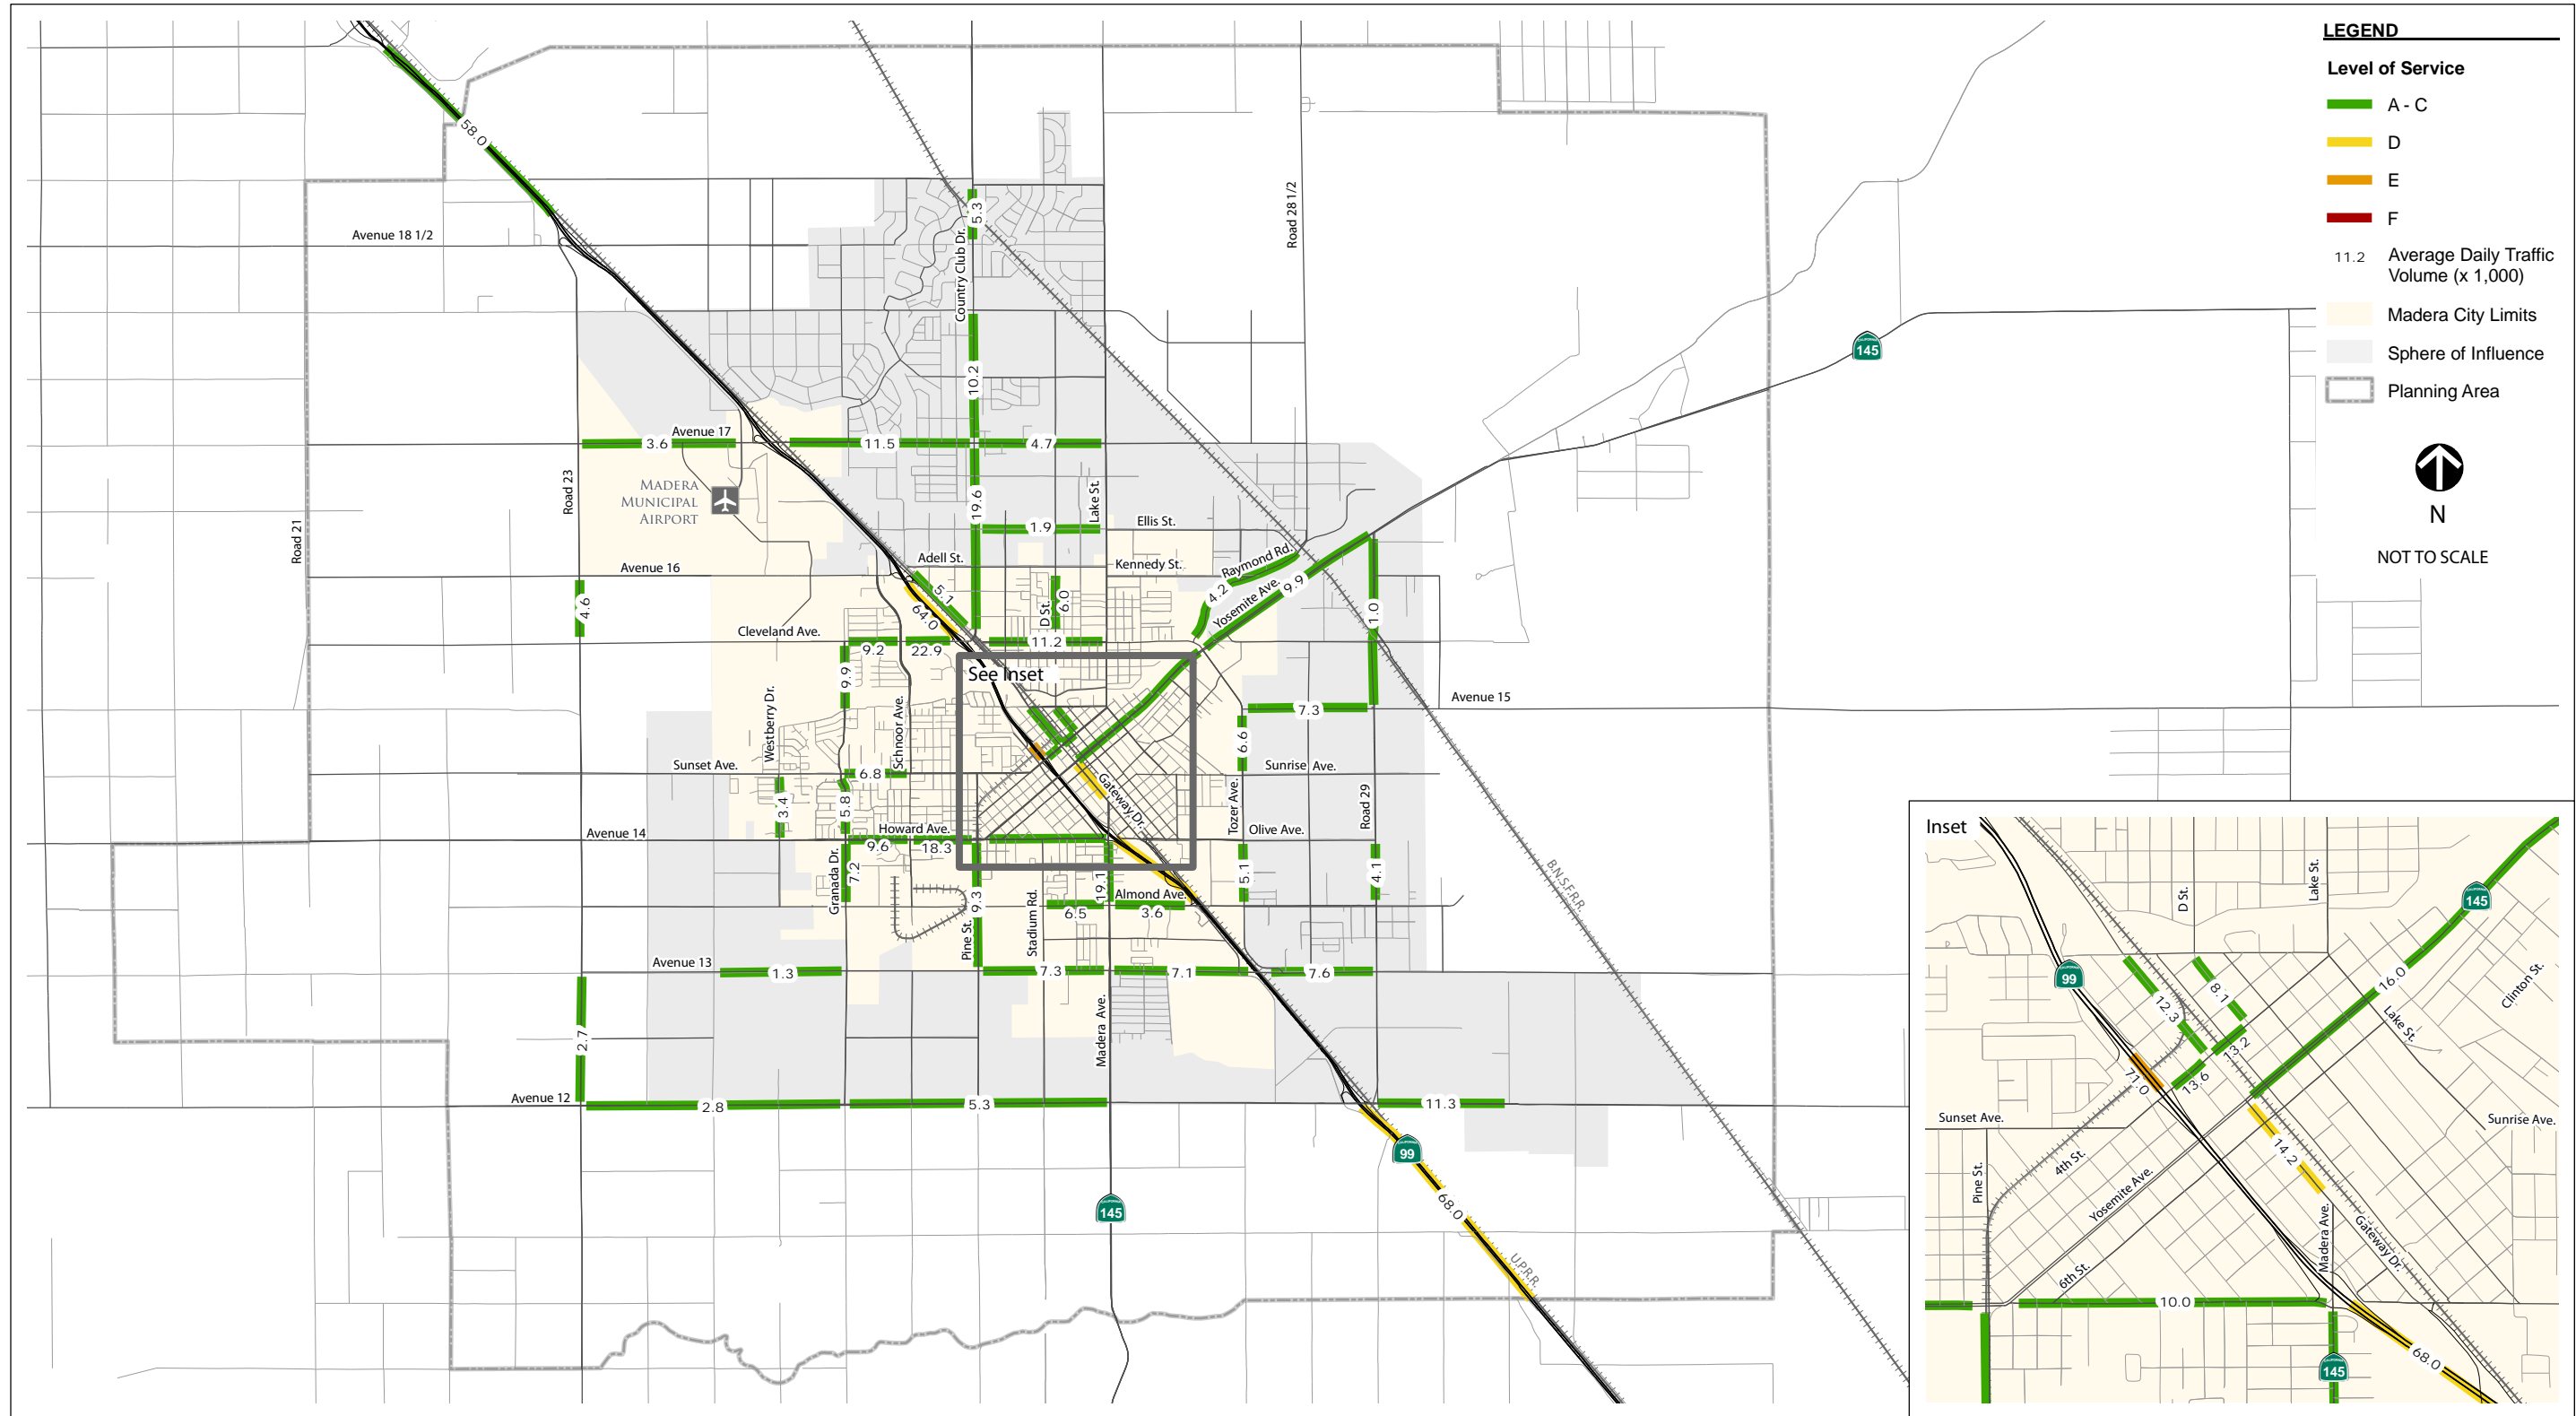 LEGEND
Level of Service
A - C
D
E
F
11.2 Average Daily Traffic
Volume (x 1,000)
Madera City Limits
Sphere of Influence
Planning Area
N
NOT TO SCALE
58.0
Avenue 18 1/2
5.3
Country Club Dr.
Road 28 1/2
145
10.2
Avenue 17
3.6
11.5
4.7
Road 23
MADERA
MUNICIPAL
AIRPORT
19.6
Lake St.
Road 21
1.9
Ellis St.
Adell St.
Kennedy St.
Raymond Rd.
Avenue 16
4.2
Yosemite Ave.
9.9
4.6
5.1
64.0
D St.
6.0
1.0
Cleveland Ave.
9.2
22.9
11.2
See Inset
9.9
Westberry Dr.
Schnoor Ave.
Avenue 15
7.3
6.6
Sunset Ave.
6.8
Sunrise Ave.
3.4
5.8
Gateway Dr.
Tozer Ave.
Road 29
Avenue 14
Howard Ave.
Olive Ave.
9.6
18.3
Granada Dr.
7.2
9.3
19.1
Almond Ave.
5.1
4.1
B.N.S.F.R.R.
6.5
3.6
Pine St.
Stadium Rd.
Avenue 13
1.3
7.3
7.1
7.6
2.7
Madera Ave.
Avenue 12
2.8
5.3
11.3
99
145
68.0
U.P.R.R.
Inset
D St.
Lake St.
145
99
12.3
8.1
16.0
Clinton St.
Lake St.
13.2
13.6
71.0
Sunset Ave.
Sunrise Ave.
14.2
4th St.
Pine St.
Yosemite Ave.
Madera Ave.
Gateway Dr.
6th St.
10.0
68.0
145